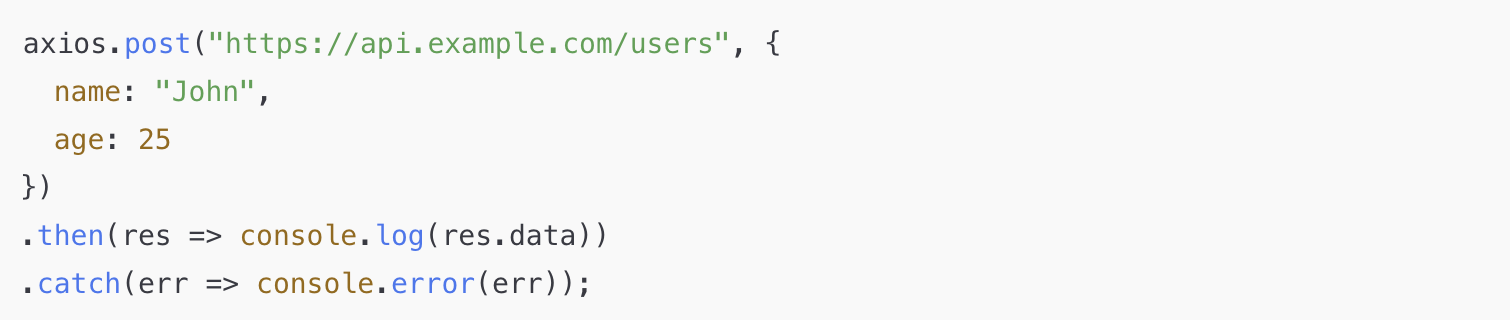 axios.post("https://api.example.com/users", {
  name: "John",
  age: 25
})
.then(res => console.log(res.data))
.catch(err => console.error(err));